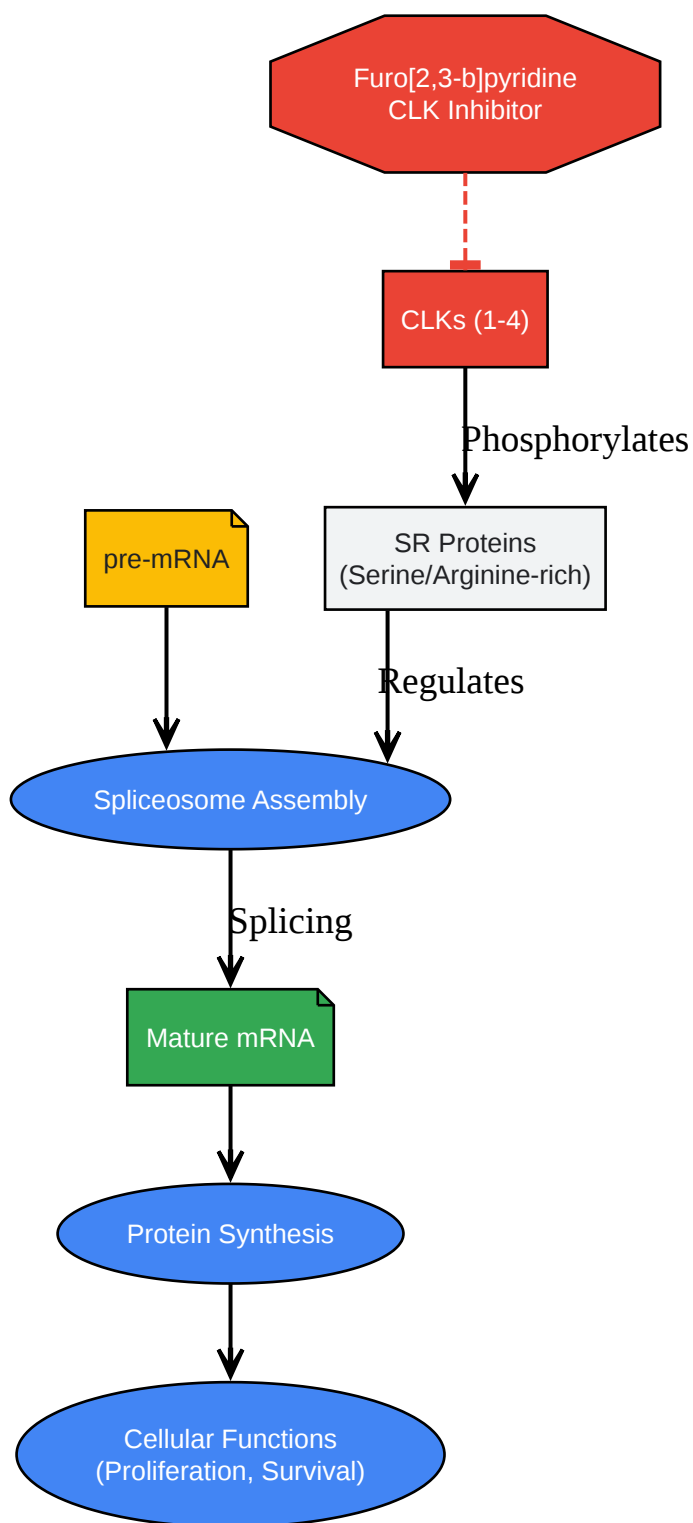 Furo[2,3-b]pyridine
CLK Inhibitor
CLKs (1-4)
Phosphorylates
pre-mRNA
SR Proteins
(Serine/Arginine-rich)
Regulates
Spliceosome Assembly
Splicing
Mature mRNA
Protein Synthesis
Cellular Functions
(Proliferation, Survival)